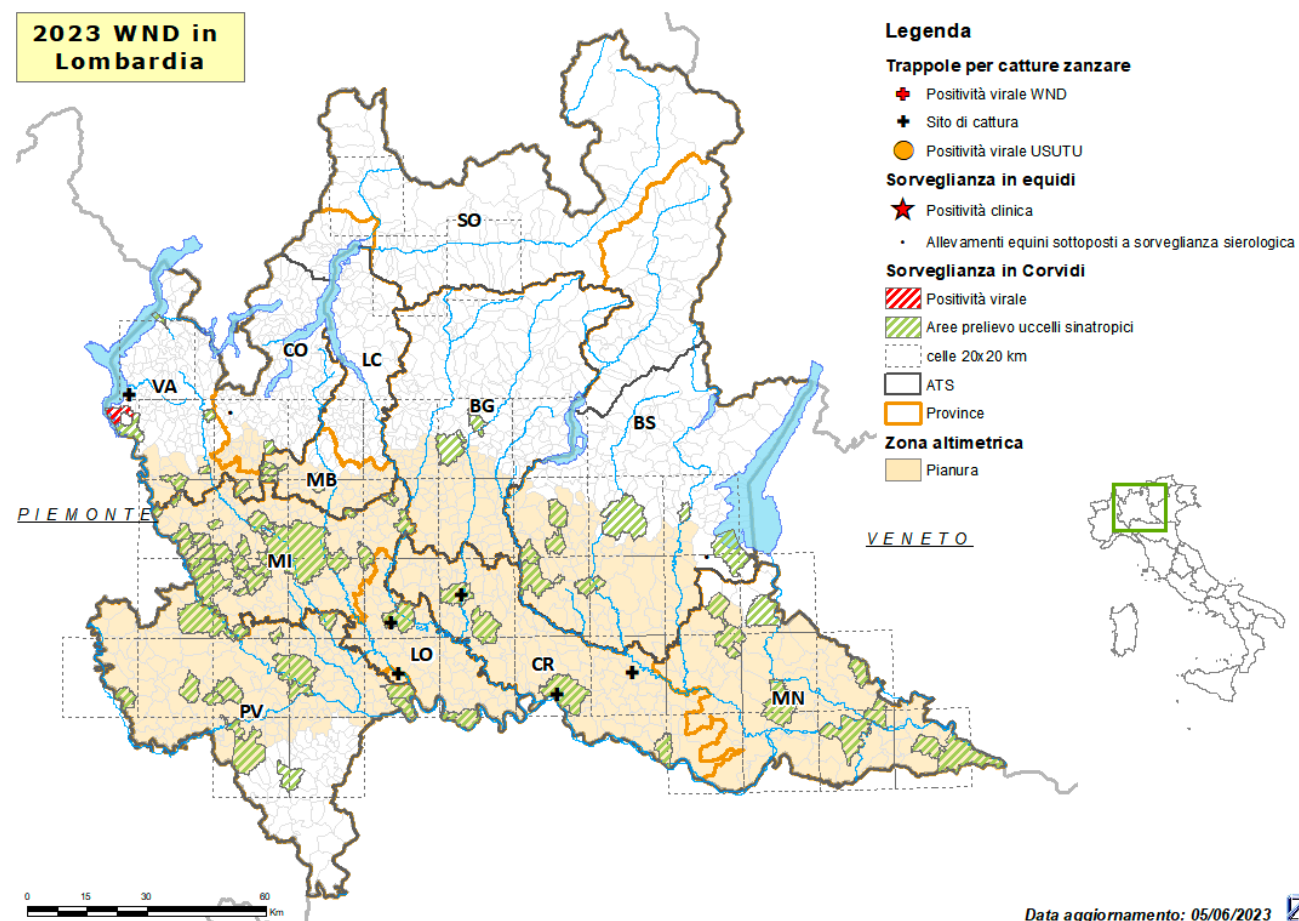 2023 WND in
Lombardia
Legenda
Trappole per catture zanzare
Positività virale WND
Sito di cattura
Positività virale USUTU
Sorveglianza in equidi
Positività clinica
Allevamenti equini sottoposti a sorveglianza sierologica
Sorveglianza in Corvidi
Positività virale
Aree prelievo uccelli sinatropici
celle 20x20 km
ATS
Province
Zona altimetrica
Pianura
SO
CO
LC
VA
BG
BS
MB
PIEMONTE
VENETO
MI
LO
CR
MN
PV
0 15 30 60
Km
Data aggiornamento: 05/06/2023